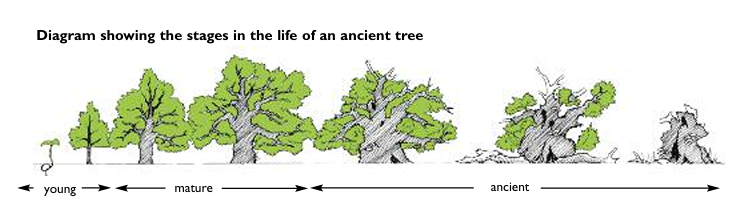 Diagram showing the stages in the life of an ancient tree
young mature ancient